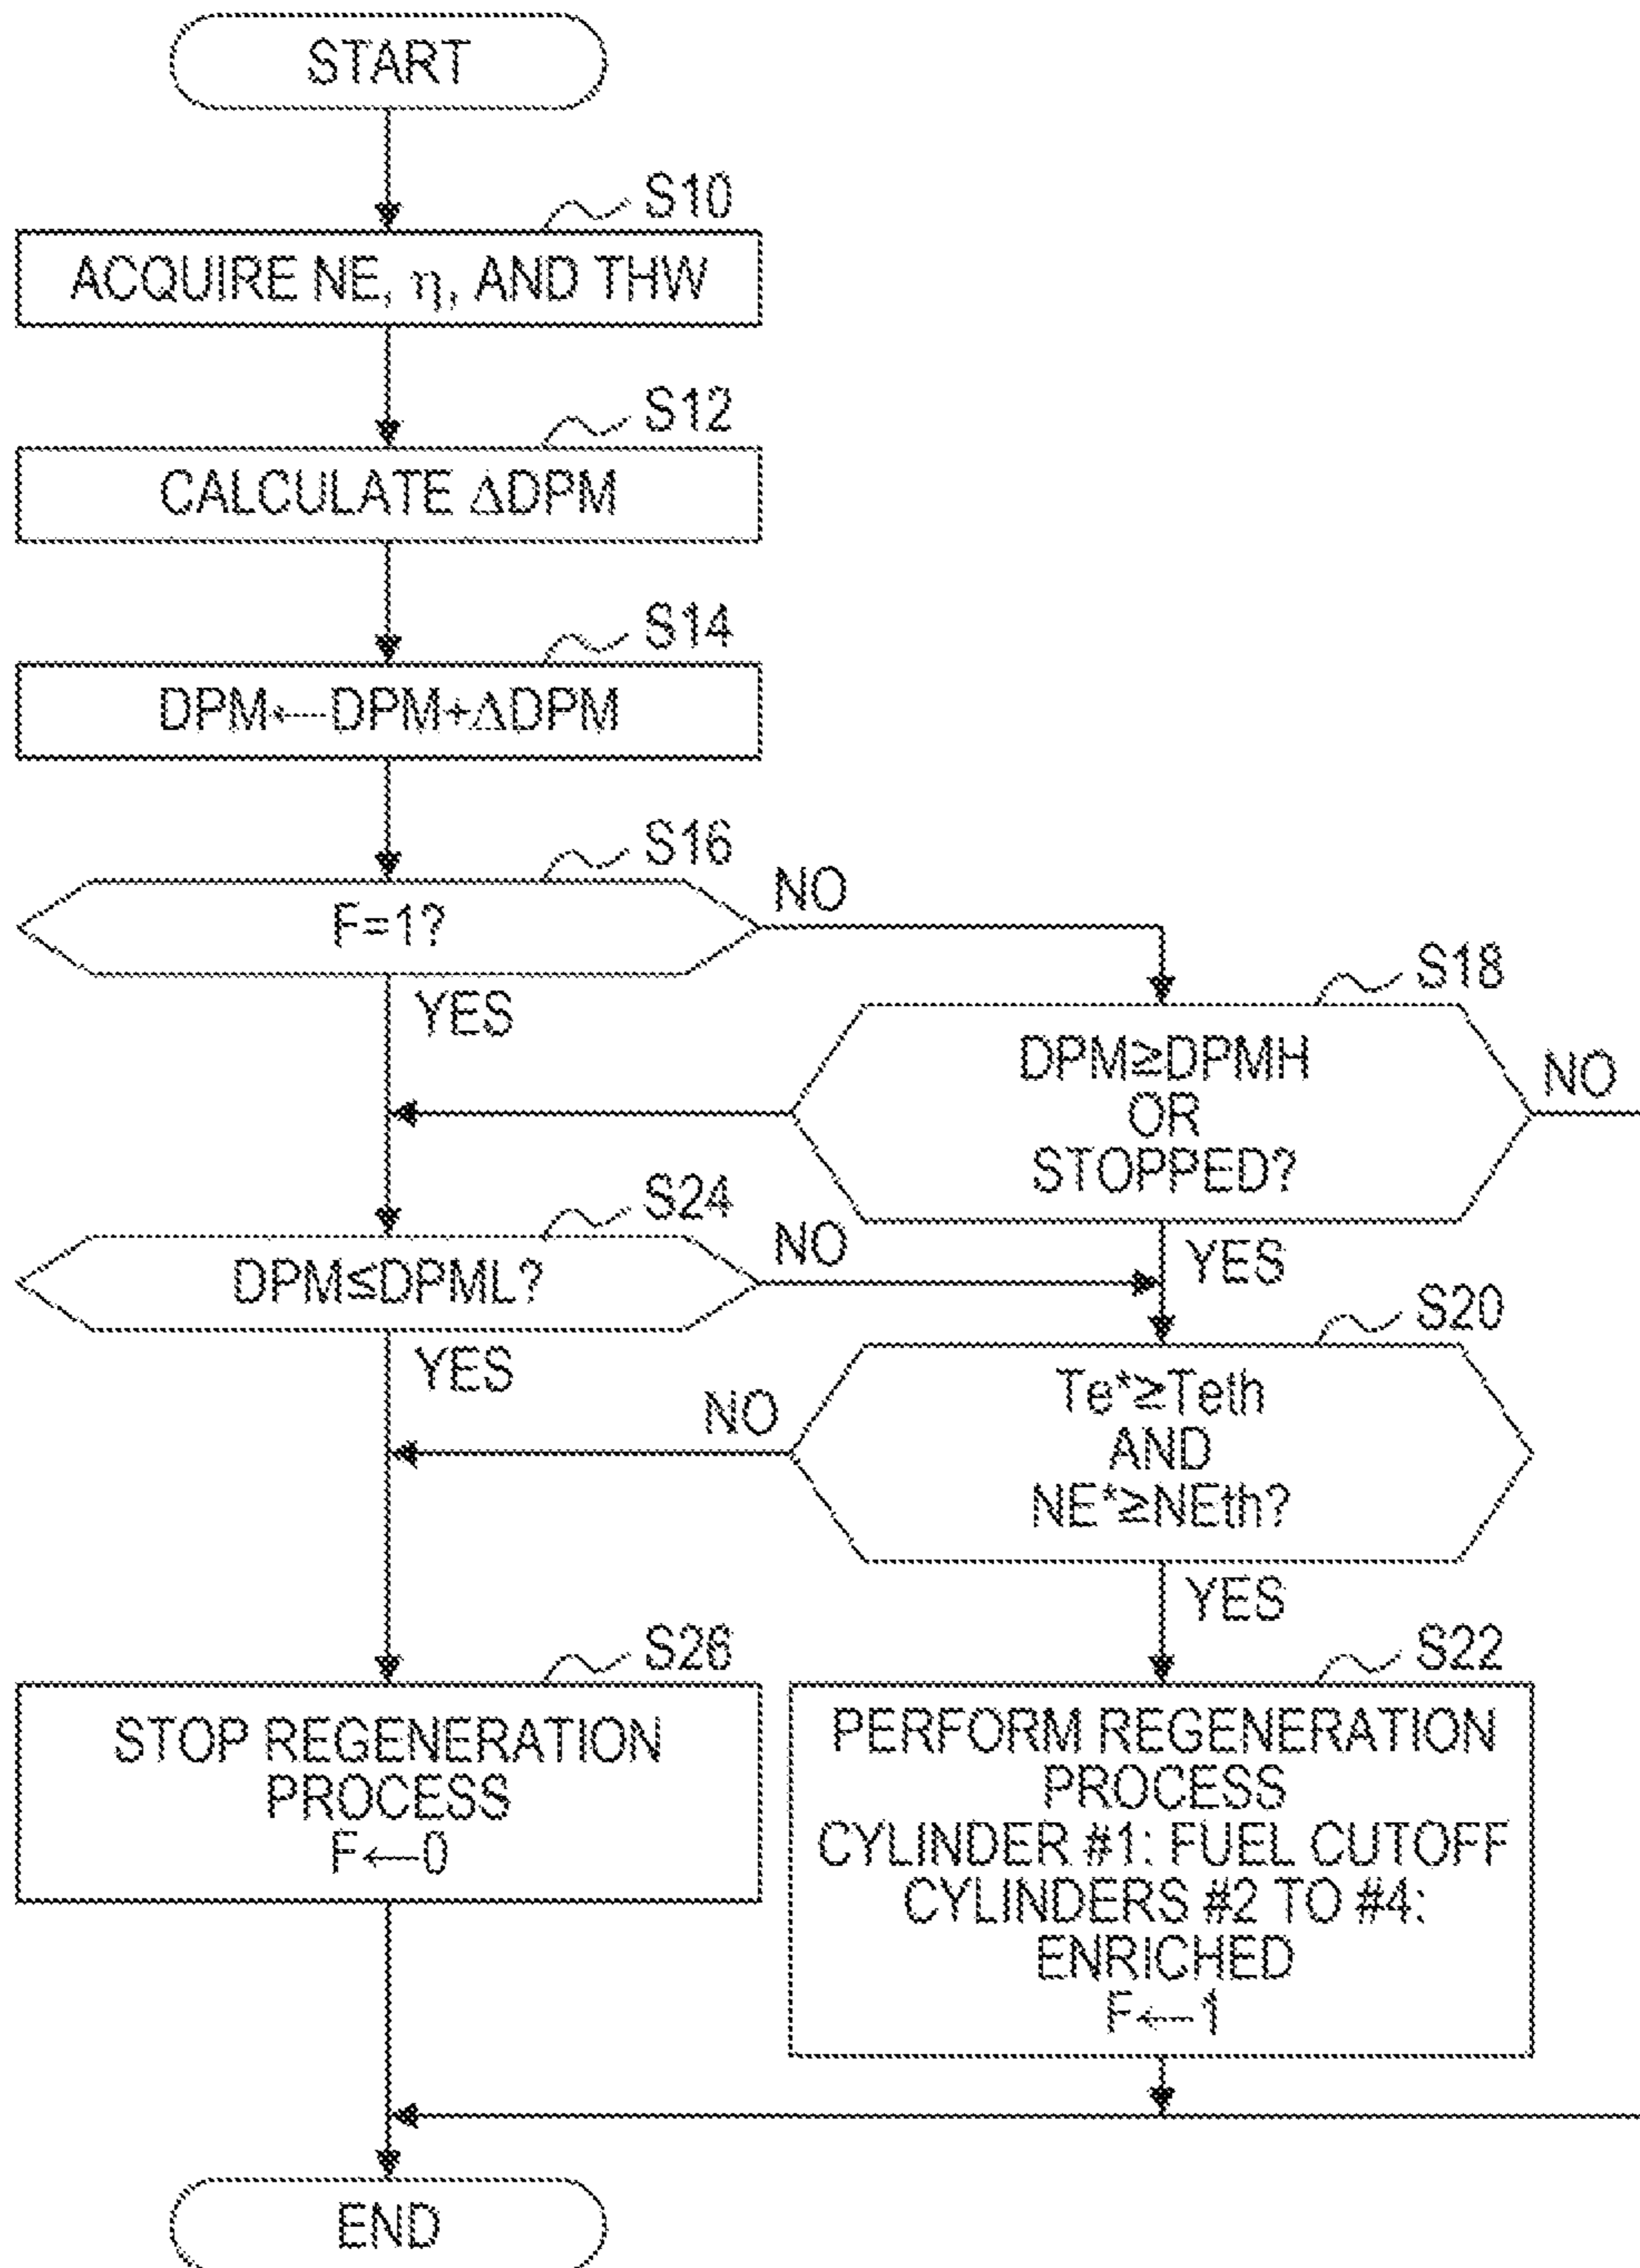 START
S10
ACQUIRE NE, η, AND THW
S12
CALCULATE ΔDPM
S14
DPM←DPM+ΔDPM
S16
F=1?
NO
YES
S18
DPM≥DPMH
OR
STOPPED?
NO
YES
S24
DPM≤DPML?
NO
YES
S20
Te*≥Teth
AND
NE*≥NEth?
NO
YES
S26
STOP REGENERATION
PROCESS
F←0
S22
PERFORM REGENERATION
PROCESS
CYLINDER #1: FUEL CUTOFF
CYLINDERS #2 TO #4:
ENRICHED
F←1
END